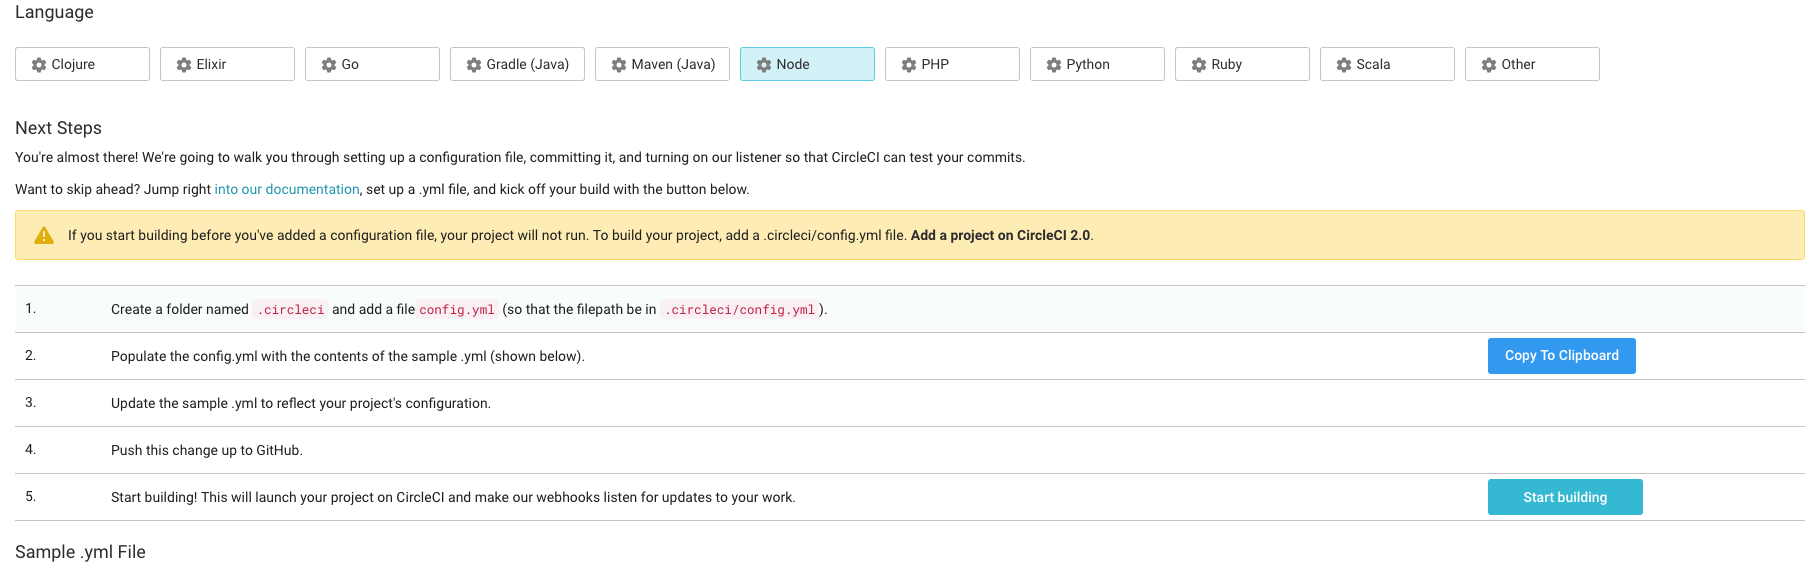 Language
Clojure Elixir Go Gradle (Java) Maven (Java) Node PHP Python Ruby Scala Other
Next Steps
You're almost there! We're going to walk you through setting up a configuration file, committing it, and turning on our listener so that CircleCI can test your commits.
Want to skip ahead? Jump right into our documentation, set up a .yml file, and kick off your build with the button below.
If you start building before you've added a configuration file, your project will not run. To build your project, add a .circleci/config.yml file. Add a project on CircleCI 2.0.
1. Create a folder named .circleci and add a file config.yml (so that the filepath be in .circleci/config.yml ).
2. Populate the config.yml with the contents of the sample .yml (shown below). Copy To Clipboard
3. Update the sample .yml to reflect your project's configuration.
4. Push this change up to GitHub.
5. Start building! This will launch your project on CircleCI and make our webhooks listen for updates to your work. Start building
Sample .yml File